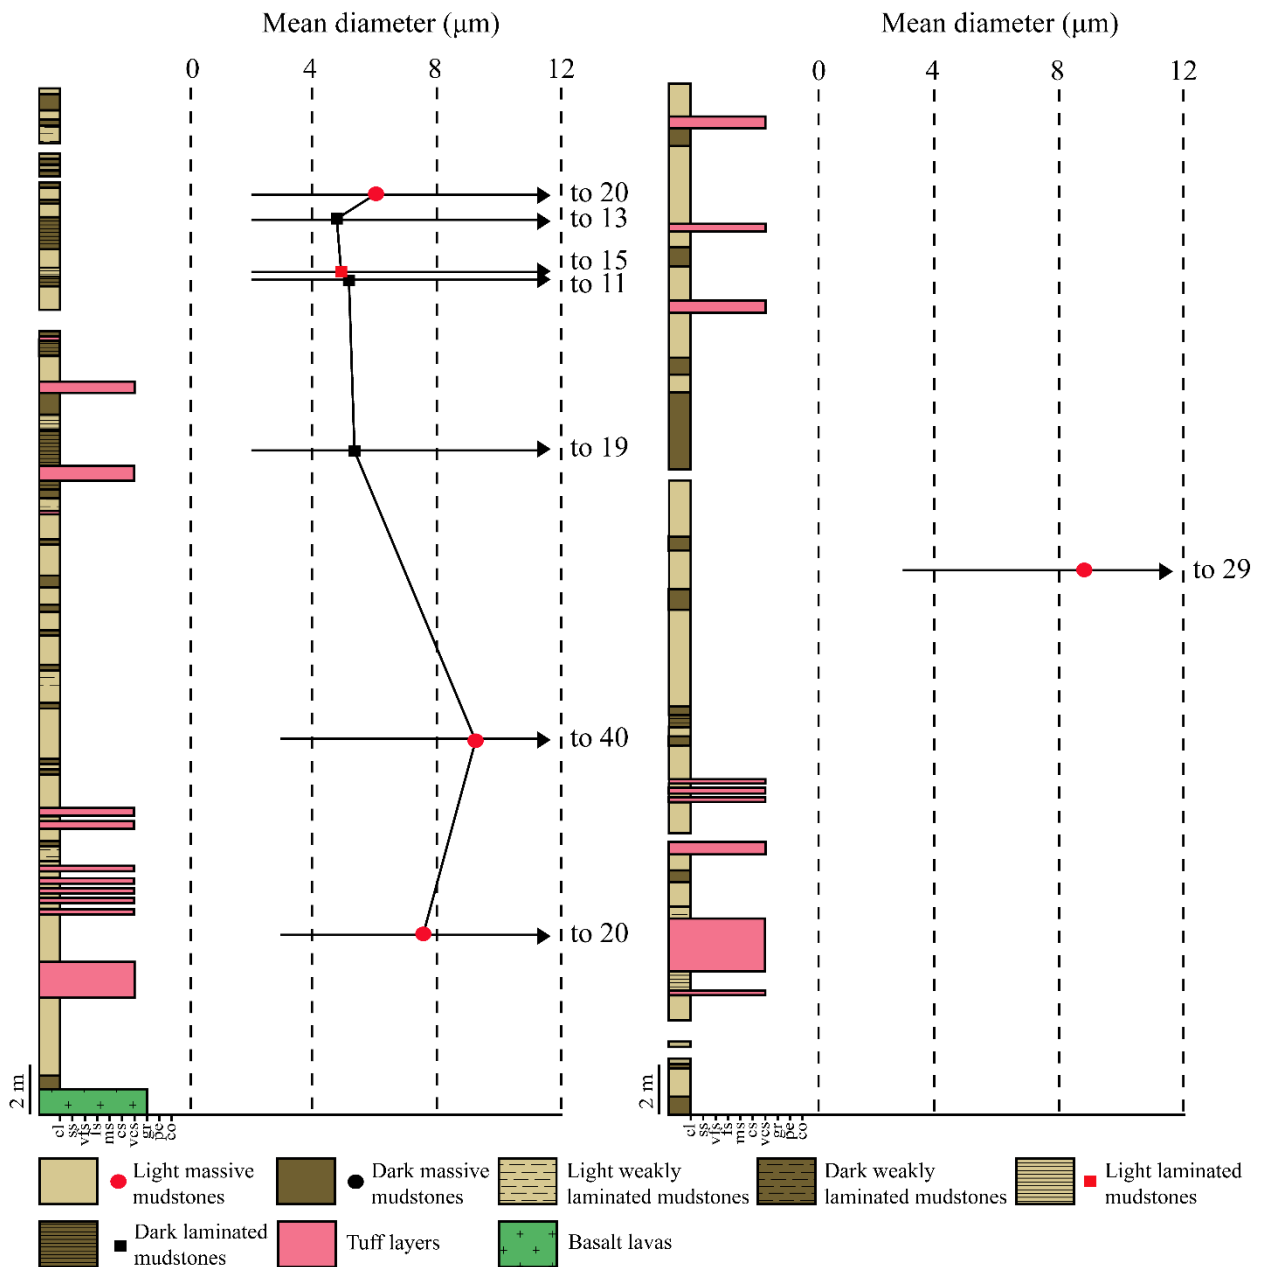 Mean diameter (μm)
0 4 8 12
to 20
to 13
to 15
to 11
to 19
to 40
to 20
2 m
cl ss vfs fs ms cs vcs gr pe co
Mean diameter (μm)
0 4 8 12
to 29
2 m
cl ss vfs fs ms cs vcs gr pe co
Light massive
mudstones
Dark massive
mudstones
Light weakly
laminated mudstones
Dark weakly
laminated mudstones
Light laminated
mudstones
Dark laminated
mudstones
Tuff layers
Basalt lavas